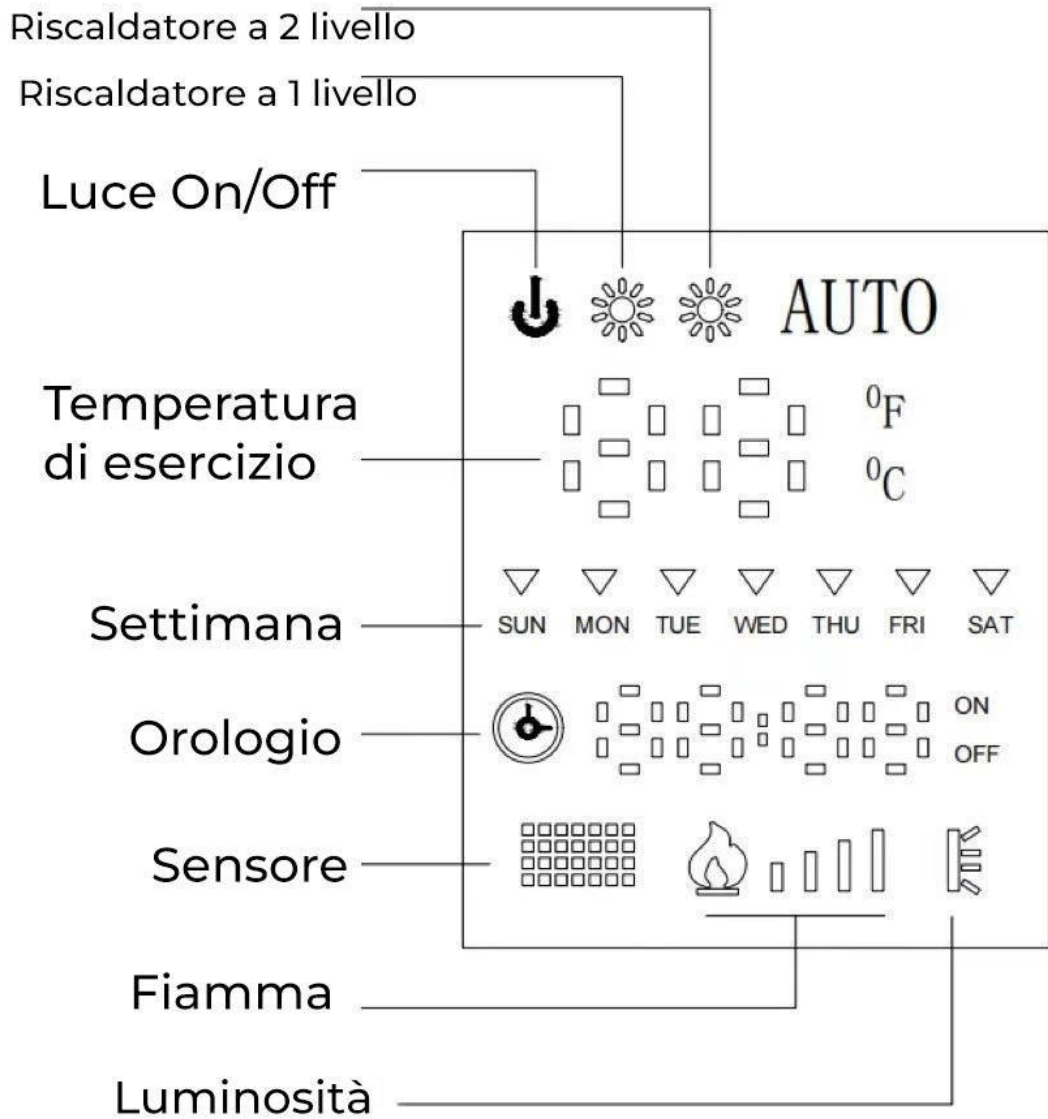 Riscaldatore a 2 livello
Riscaldatore a 1 livello
Luce On/Off
AUTO
Temperatura
di esercizio
⁰F
⁰C
Settimana
SUN MON TUE WED THU FRI SAT
Orologio
ON
OFF
Sensore
Fiamma
Luminosità